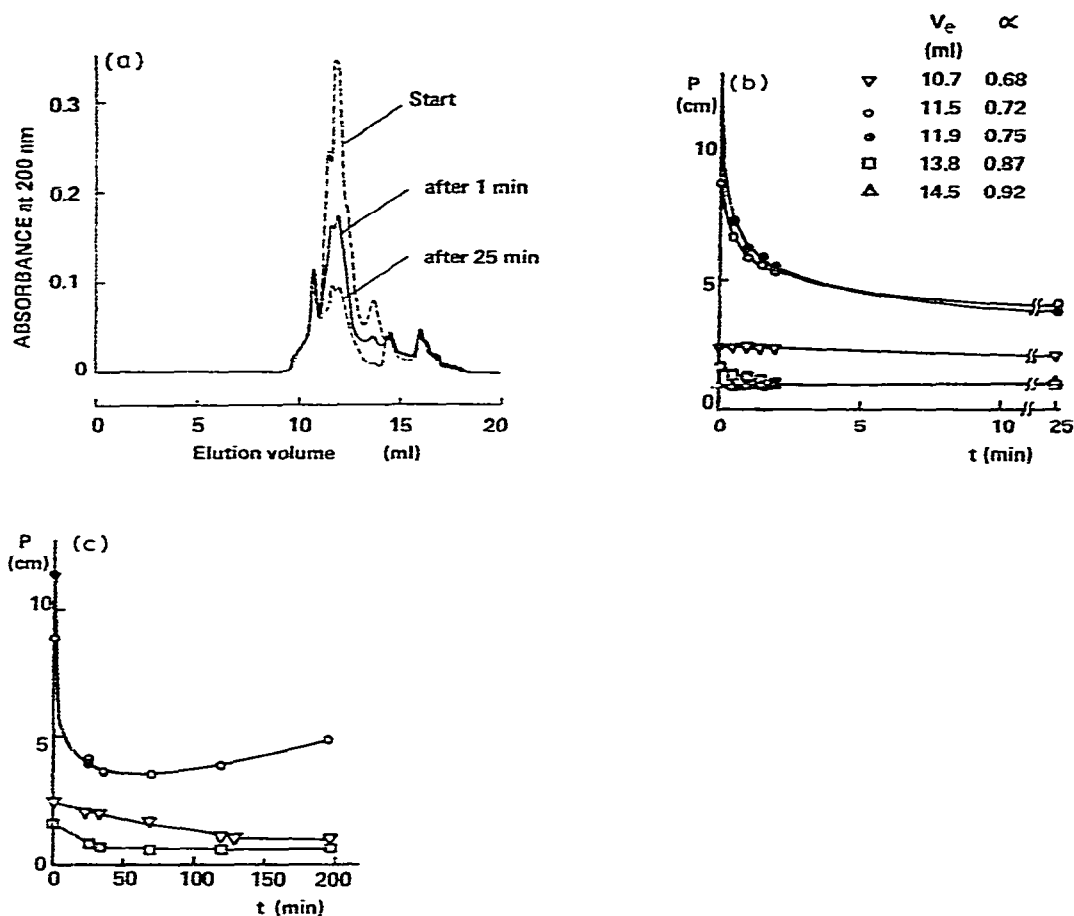 (a)
ABSORBANCE at 200 nm
0.3
0.2
0.1
0
Start
after 1 min
after 25 min
0 5 10 15 20
Elution volume (ml)
Ve α
(ml)
10.7 0.68
11.5 0.72
11.9 0.75
13.8 0.87
14.5 0.92
P (b)
(cm)
10
5
0
0 5 10 25
t (min)
P (c)
(cm)
10
5
0
0 50 100 150 200
t (min)